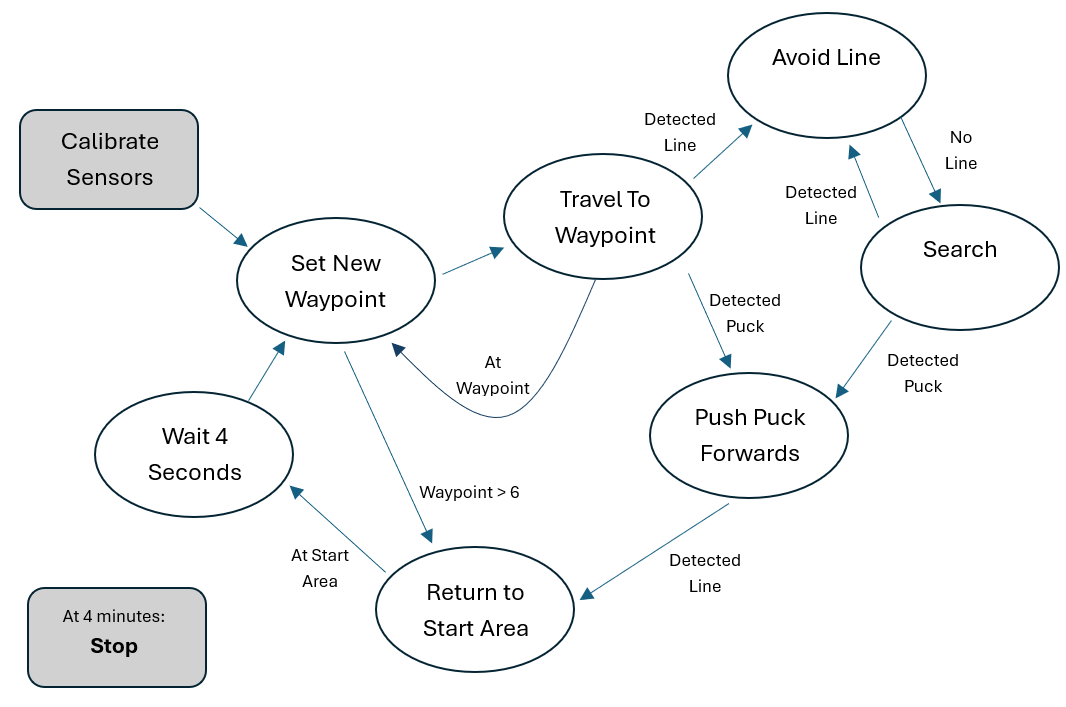 Avoid Line
Detected
Line
No
Line
Calibrate
Sensors
Travel To
Waypoint
Detected
Line
Search
Set New
Waypoint
Detected
Puck
At
Waypoint
Detected
Puck
Push Puck
Forwards
Wait 4
Seconds
Waypoint > 6
At Start
Area
Detected
Line
Return to
Start Area
At 4 minutes:
Stop